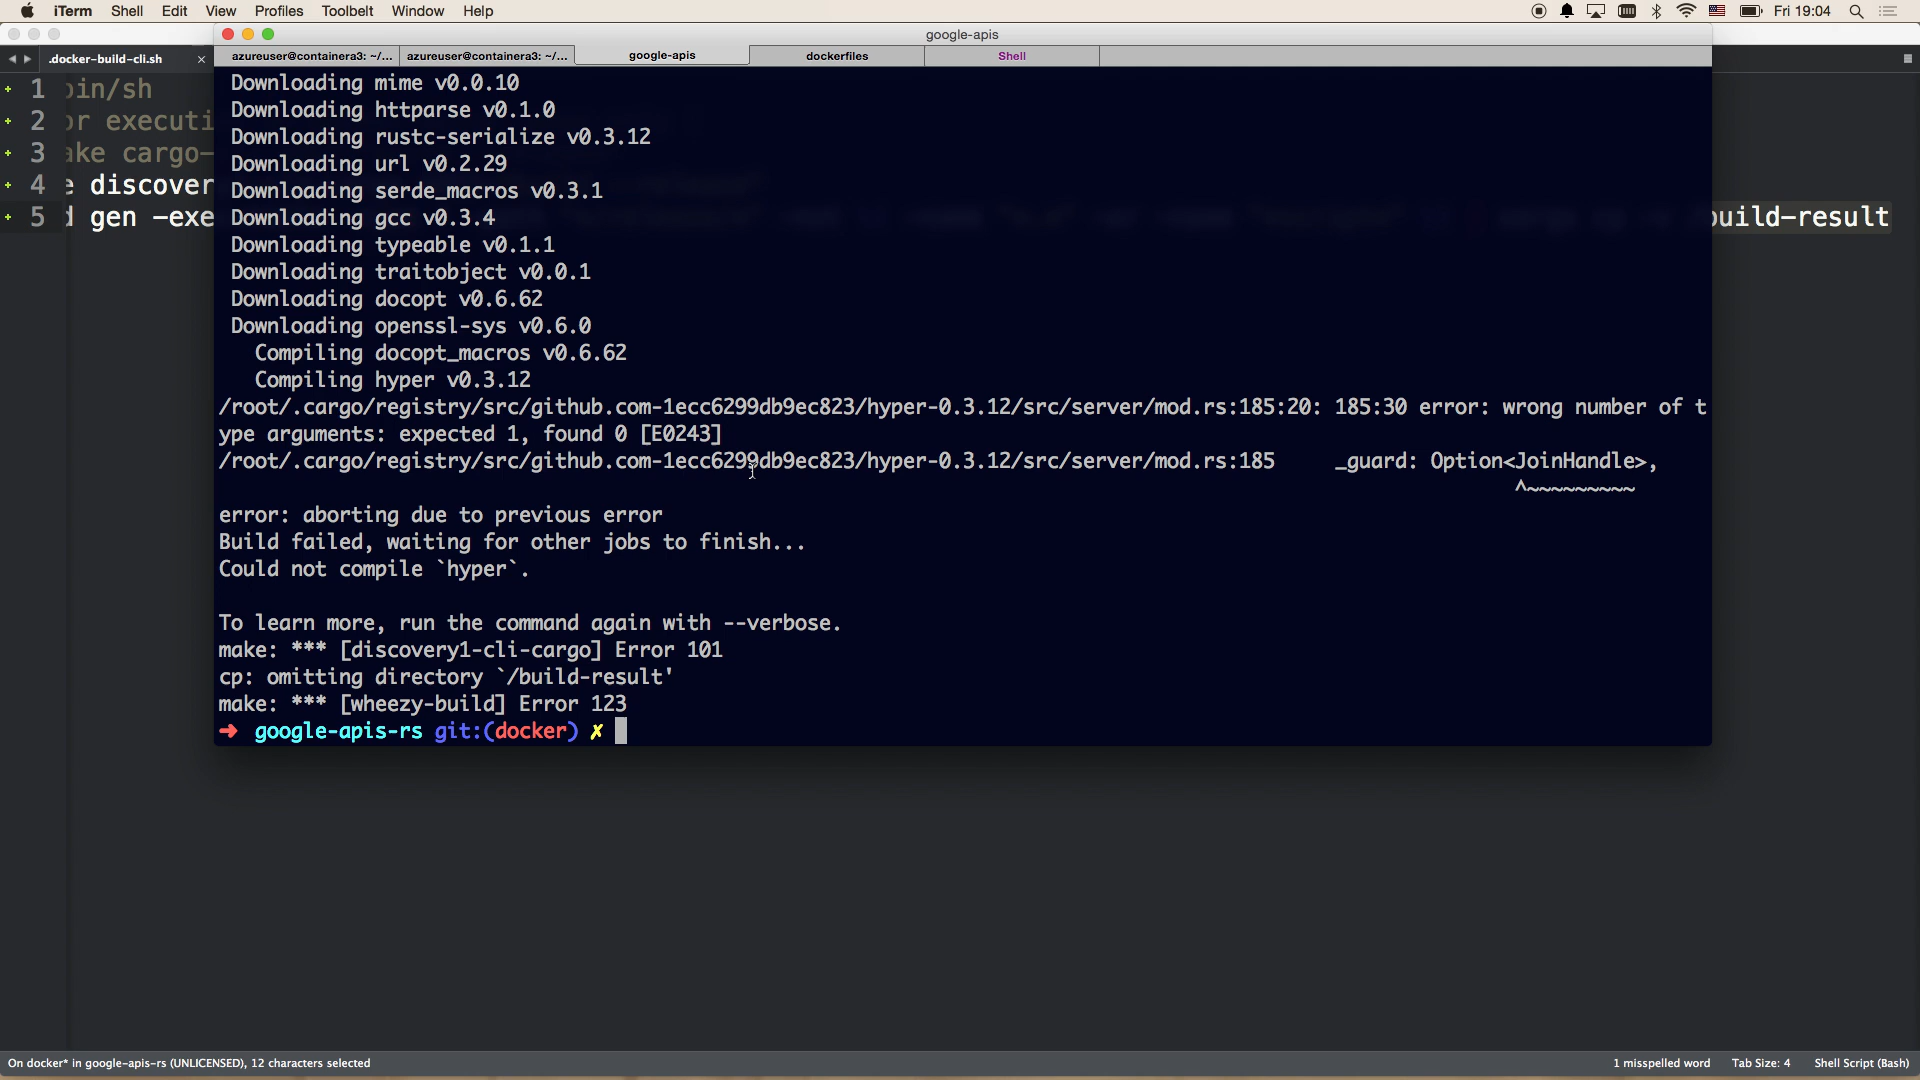 iTerm Shell Edit View Profiles Toolbelt Window Help Fri 19:04
google-apis
.docker-build-cli.sh ×
azureuser@containera3: ~/... azureuser@containera3: ~/... google-apis dockerfiles Shell
1 bin/sh
2 or executi
3 ake cargo-
4 e discover
5 d gen -exe build-result
Downloading mime v0.0.10
Downloading httparse v0.1.0
Downloading rustc-serialize v0.3.12
Downloading url v0.2.29
Downloading serde_macros v0.3.1
Downloading gcc v0.3.4
Downloading typeable v0.1.1
Downloading traitobject v0.0.1
Downloading docopt v0.6.62
Downloading openssl-sys v0.6.0
Compiling docopt_macros v0.6.62
Compiling hyper v0.3.12
/root/.cargo/registry/src/github.com-1ecc6299db9ec823/hyper-0.3.12/src/server/mod.rs:185:20: 185:30 error: wrong number of t
ype arguments: expected 1, found 0 [E0243]
/root/.cargo/registry/src/github.com-1ecc6299db9ec823/hyper-0.3.12/src/server/mod.rs:185     _guard: Option<JoinHandle>,
^~~~~~~~~~
error: aborting due to previous error
Build failed, waiting for other jobs to finish...
Could not compile `hyper`.
To learn more, run the command again with --verbose.
make: *** [discovery1-cli-cargo] Error 101
cp: omitting directory `/build-result'
make: *** [wheezy-build] Error 123
➜ google-apis-rs git:(docker) ✗
On docker* in google-apis-rs (UNLICENSED), 12 characters selected 1 misspelled word Tab Size: 4 Shell Script (Bash)